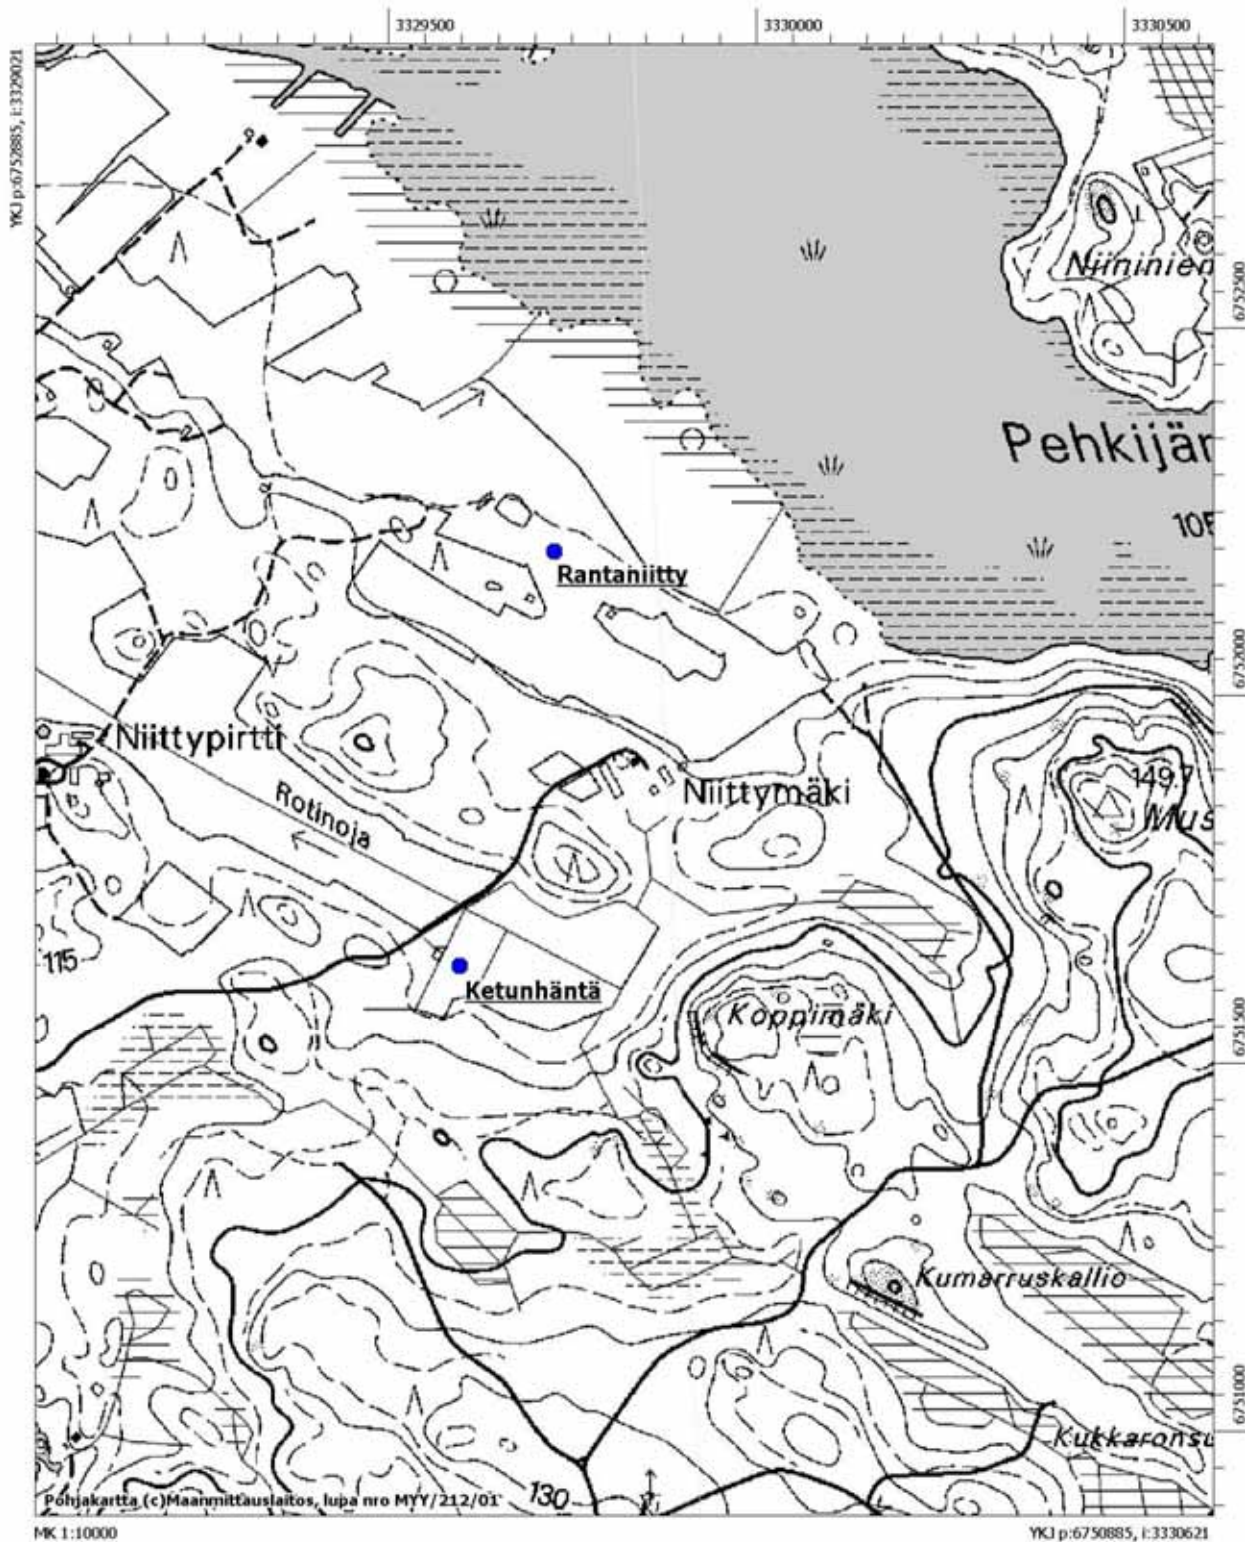 3329500
3330000
3330500
YKJ p:6752885, i:3329021
Niininien
6752500
Pehkijär
105
Rantaniitty
6752000
Niittypirtti
149.7
Niittymäki
Mus
Rotinoja
115
Ketunhäntä
Koppimäki
6751500
Kumarruskallio
6751000
Kukkaronsu
130
Pohjakartta (c)Maanmittauslaitos, lupa nro MYY/212/01
MK 1:10000
YKJ p:6750885, i:3330621